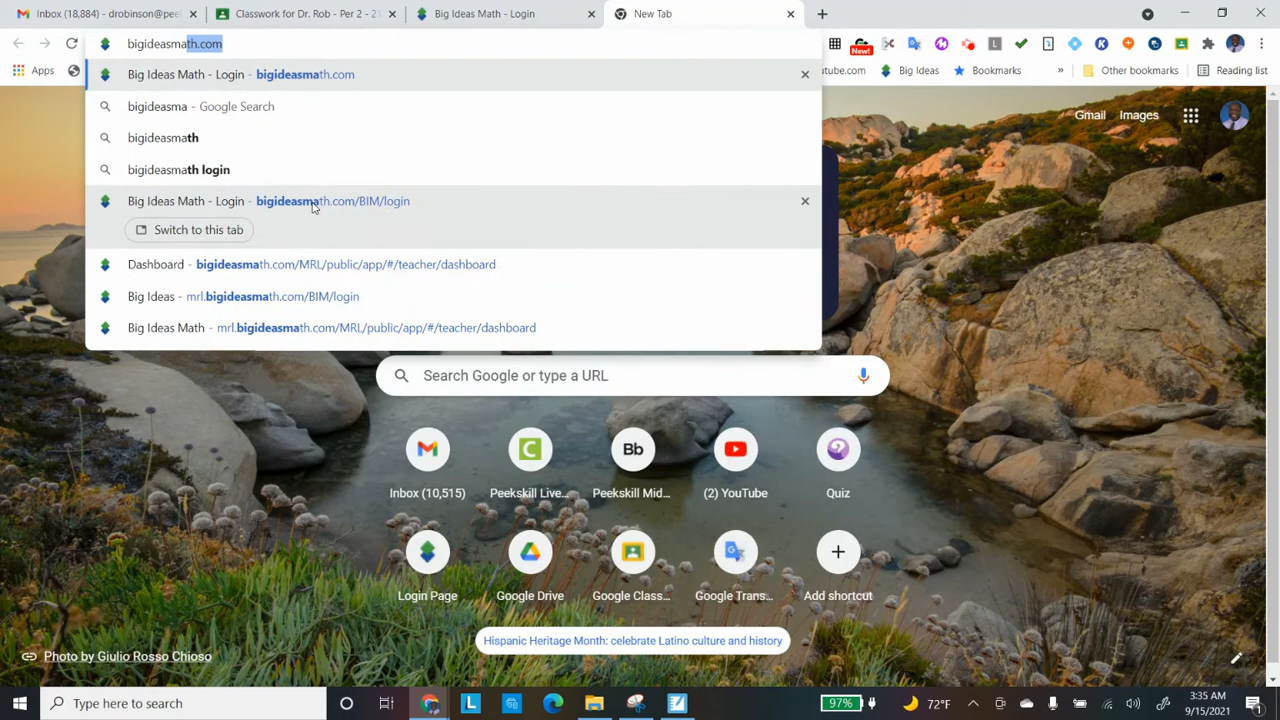 Inbox (18,884) - drobinson@pee
Classwork for Dr. Rob - Per 2 - 21
Big Ideas Math - Login
New Tab
bigideasmath.com
New!
Apps
outube.com
Big Ideas
Bookmarks
»
Other bookmarks
Reading list
Big Ideas Math - Login - bigideasmath.com
bigideasma - Google Search
bigideasmath
bigideasmath login
Big Ideas Math - Login - bigideasmath.com/BIM/login
Switch to this tab
Dashboard - bigideasmath.com/MRL/public/app/#/teacher/dashboard
Big Ideas - mrl.bigideasmath.com/BIM/login
Big Ideas Math - mrl.bigideasmath.com/MRL/public/app/#/teacher/dashboard
Gmail Images
Search Google or type a URL
Bb
Inbox (10,515)
Peekskill Live...
Peekskill Mid...
(2) YouTube
Quiz
Login Page
Google Drive
Google Class...
Google Trans...
Add shortcut
Hispanic Heritage Month: celebrate Latino culture and history
Photo by Giulio Rosso Chioso
Type here to search
L
97%
72°F
3:35 AM
9/15/2021